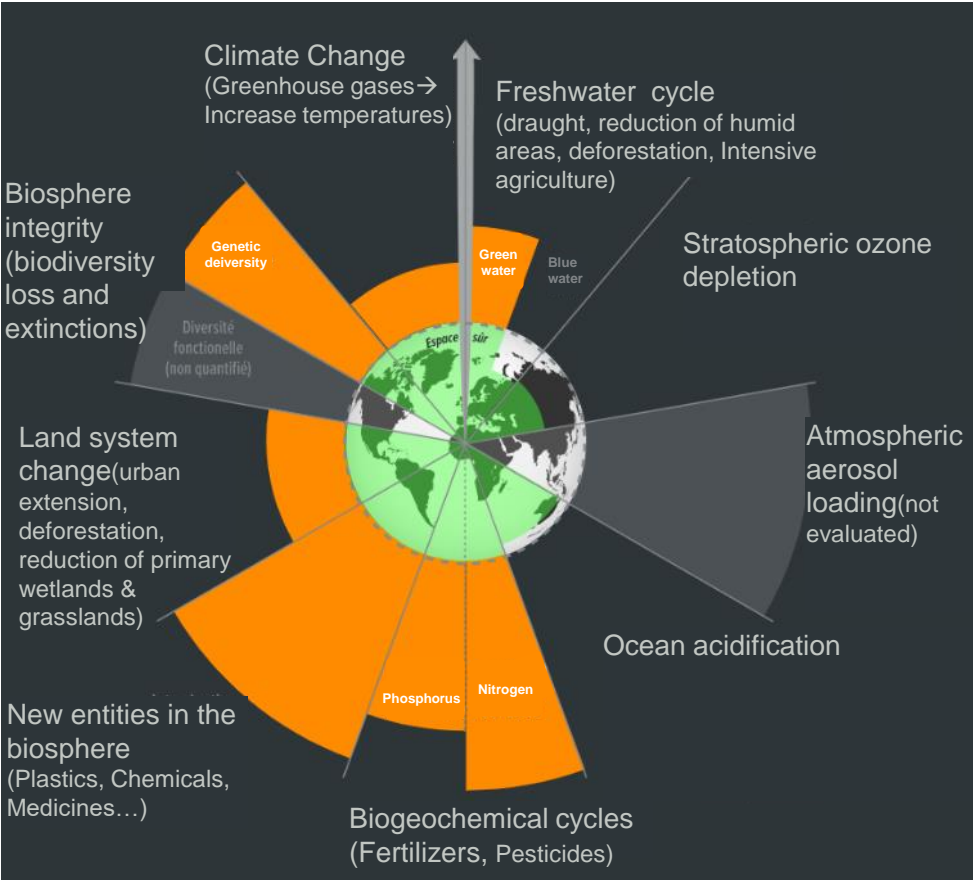 Climate Change
(Greenhouse gases→
Increase temperatures)
Freshwater cycle
(draught, reduction of humid
areas, deforestation, Intensive
agriculture)
Biosphere
integrity
(biodiversity
loss and
extinctions)
Genetic
deiversity
Green
water
Blue
water
Stratospheric ozone
depletion
Diversité
fonctionelle
(non quantifié)
Espace sûr
Land system
change(urban
extension,
deforestation,
reduction of primary
wetlands &
grasslands)
Atmospheric
aerosol
loading(not
evaluated)
Ocean acidification
Phosphorus
Nitrogen
New entities in the
biosphere
(Plastics, Chemicals,
Medicines…)
Biogeochemical cycles
(Fertilizers, Pesticides)